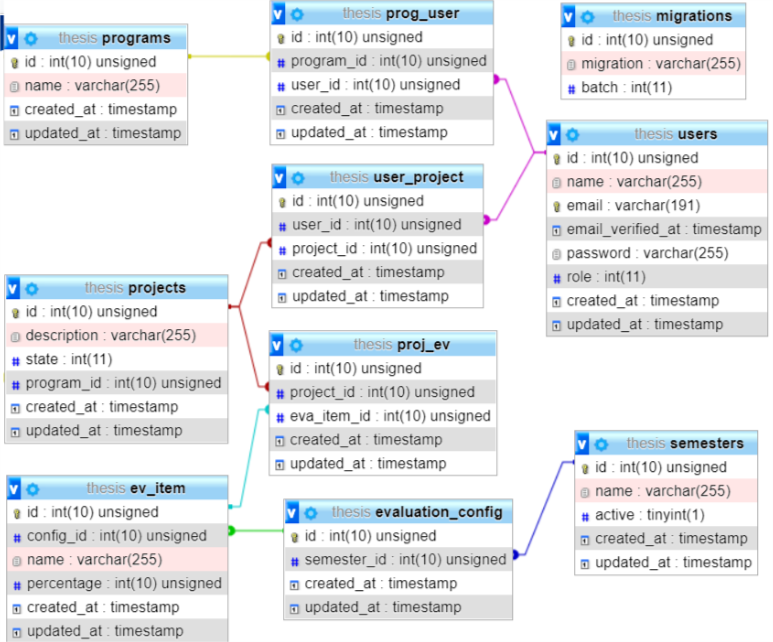 thesis programs
id : int(10) unsigned
name : varchar(255)
created_at : timestamp
updated_at : timestamp
thesis prog_user
id : int(10) unsigned
program_id : int(10) unsigned
user_id : int(10) unsigned
created_at : timestamp
updated_at : timestamp
thesis migrations
id : int(10) unsigned
migration : varchar(255)
batch : int(11)
thesis users
id : int(10) unsigned
name : varchar(255)
email : varchar(191)
email_verified_at : timestamp
password : varchar(255)
role : int(11)
created_at : timestamp
updated_at : timestamp
thesis user_project
id : int(10) unsigned
user_id : int(10) unsigned
project_id : int(10) unsigned
created_at : timestamp
updated_at : timestamp
thesis projects
id : int(10) unsigned
description : varchar(255)
state : int(11)
program_id : int(10) unsigned
created_at : timestamp
updated_at : timestamp
thesis proj_ev
id : int(10) unsigned
project_id : int(10) unsigned
eva_item_id : int(10) unsigned
created_at : timestamp
updated_at : timestamp
thesis semesters
id : int(10) unsigned
name : varchar(255)
active : tinyint(1)
created_at : timestamp
updated_at : timestamp
thesis ev_item
id : int(10) unsigned
config_id : int(10) unsigned
name : varchar(255)
percentage : int(10) unsigned
created_at : timestamp
updated_at : timestamp
thesis evaluation_config
id : int(10) unsigned
semester_id : int(10) unsigned
created_at : timestamp
updated_at : timestamp